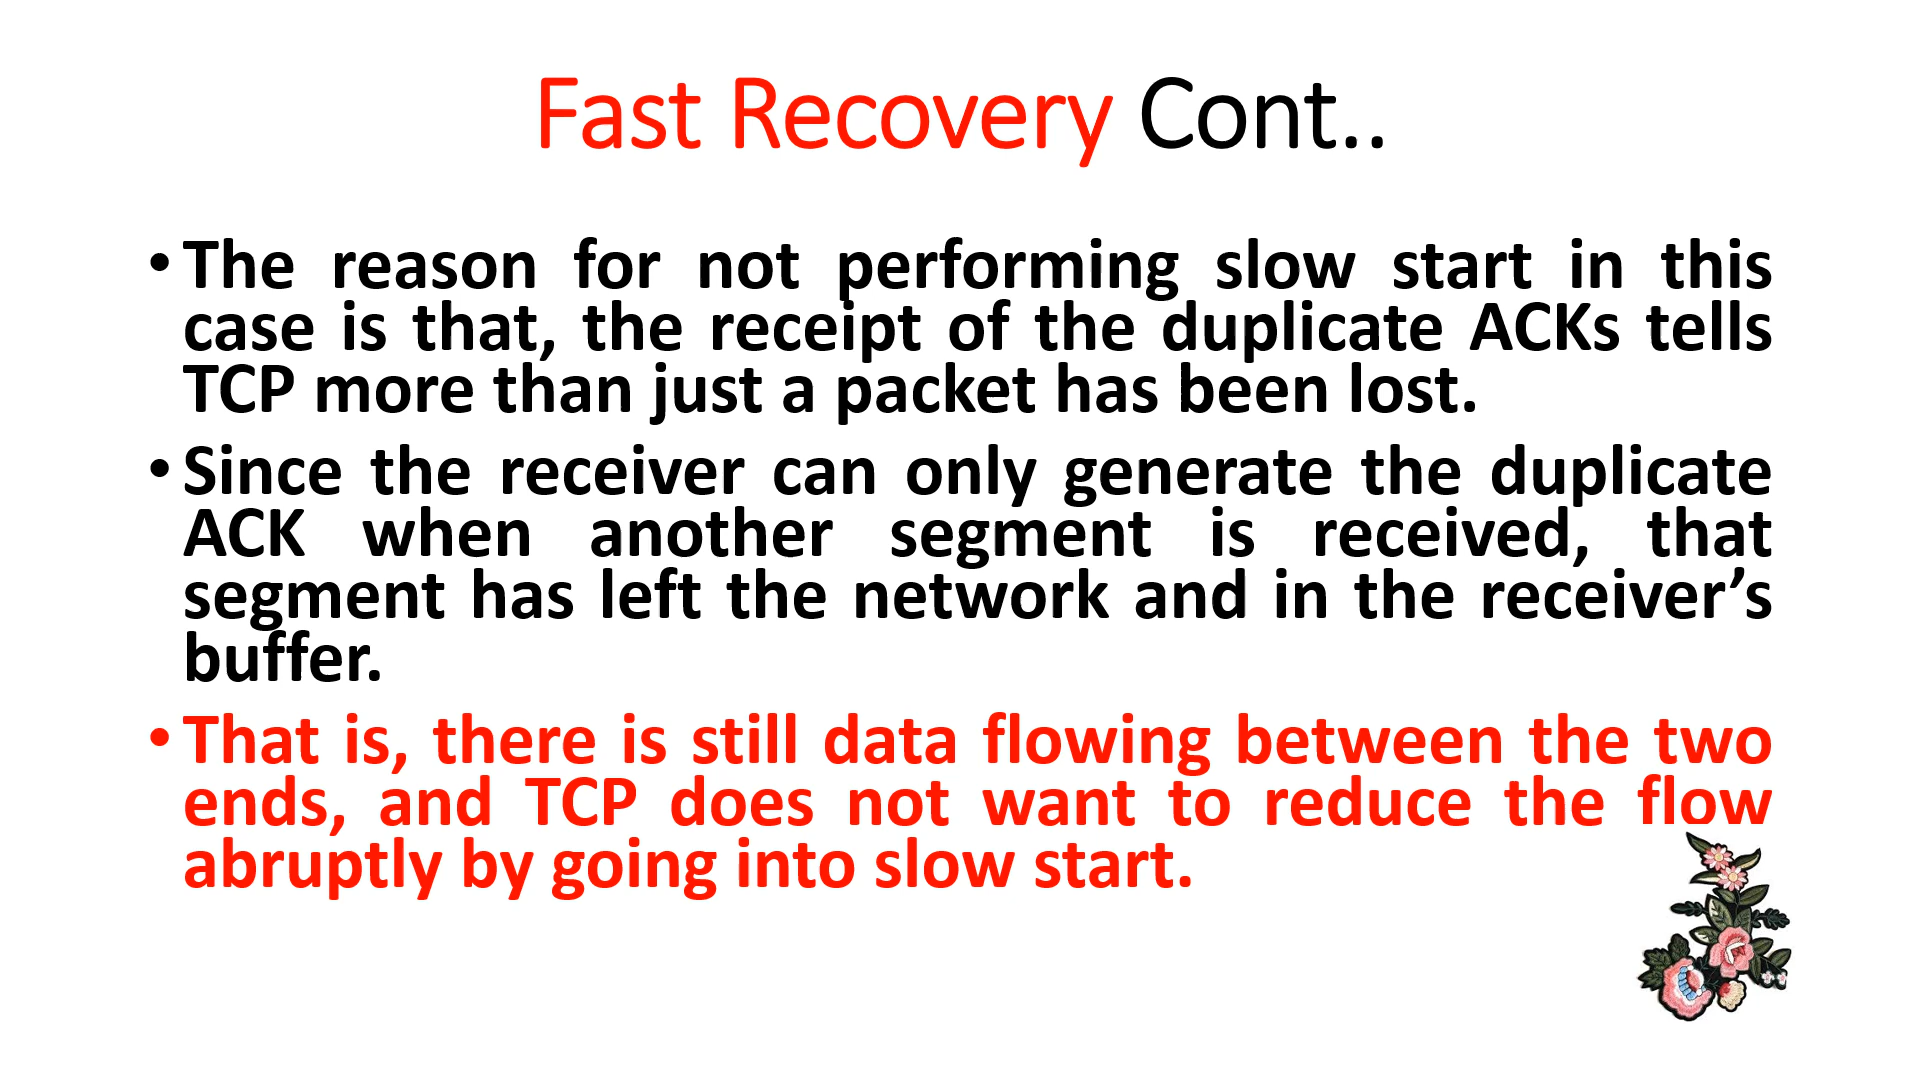 Fast Recovery Cont..
• The reason for not performing slow start in this
case is that, the receipt of the duplicate ACKs tells
TCP more than just a packet has been lost.
• Since the receiver can only generate the duplicate
ACK when another segment is received, that
segment has left the network and in the receiver’s
buffer.
• That is, there is still data flowing between the two
ends, and TCP does not want to reduce the flow
abruptly by going into slow start.